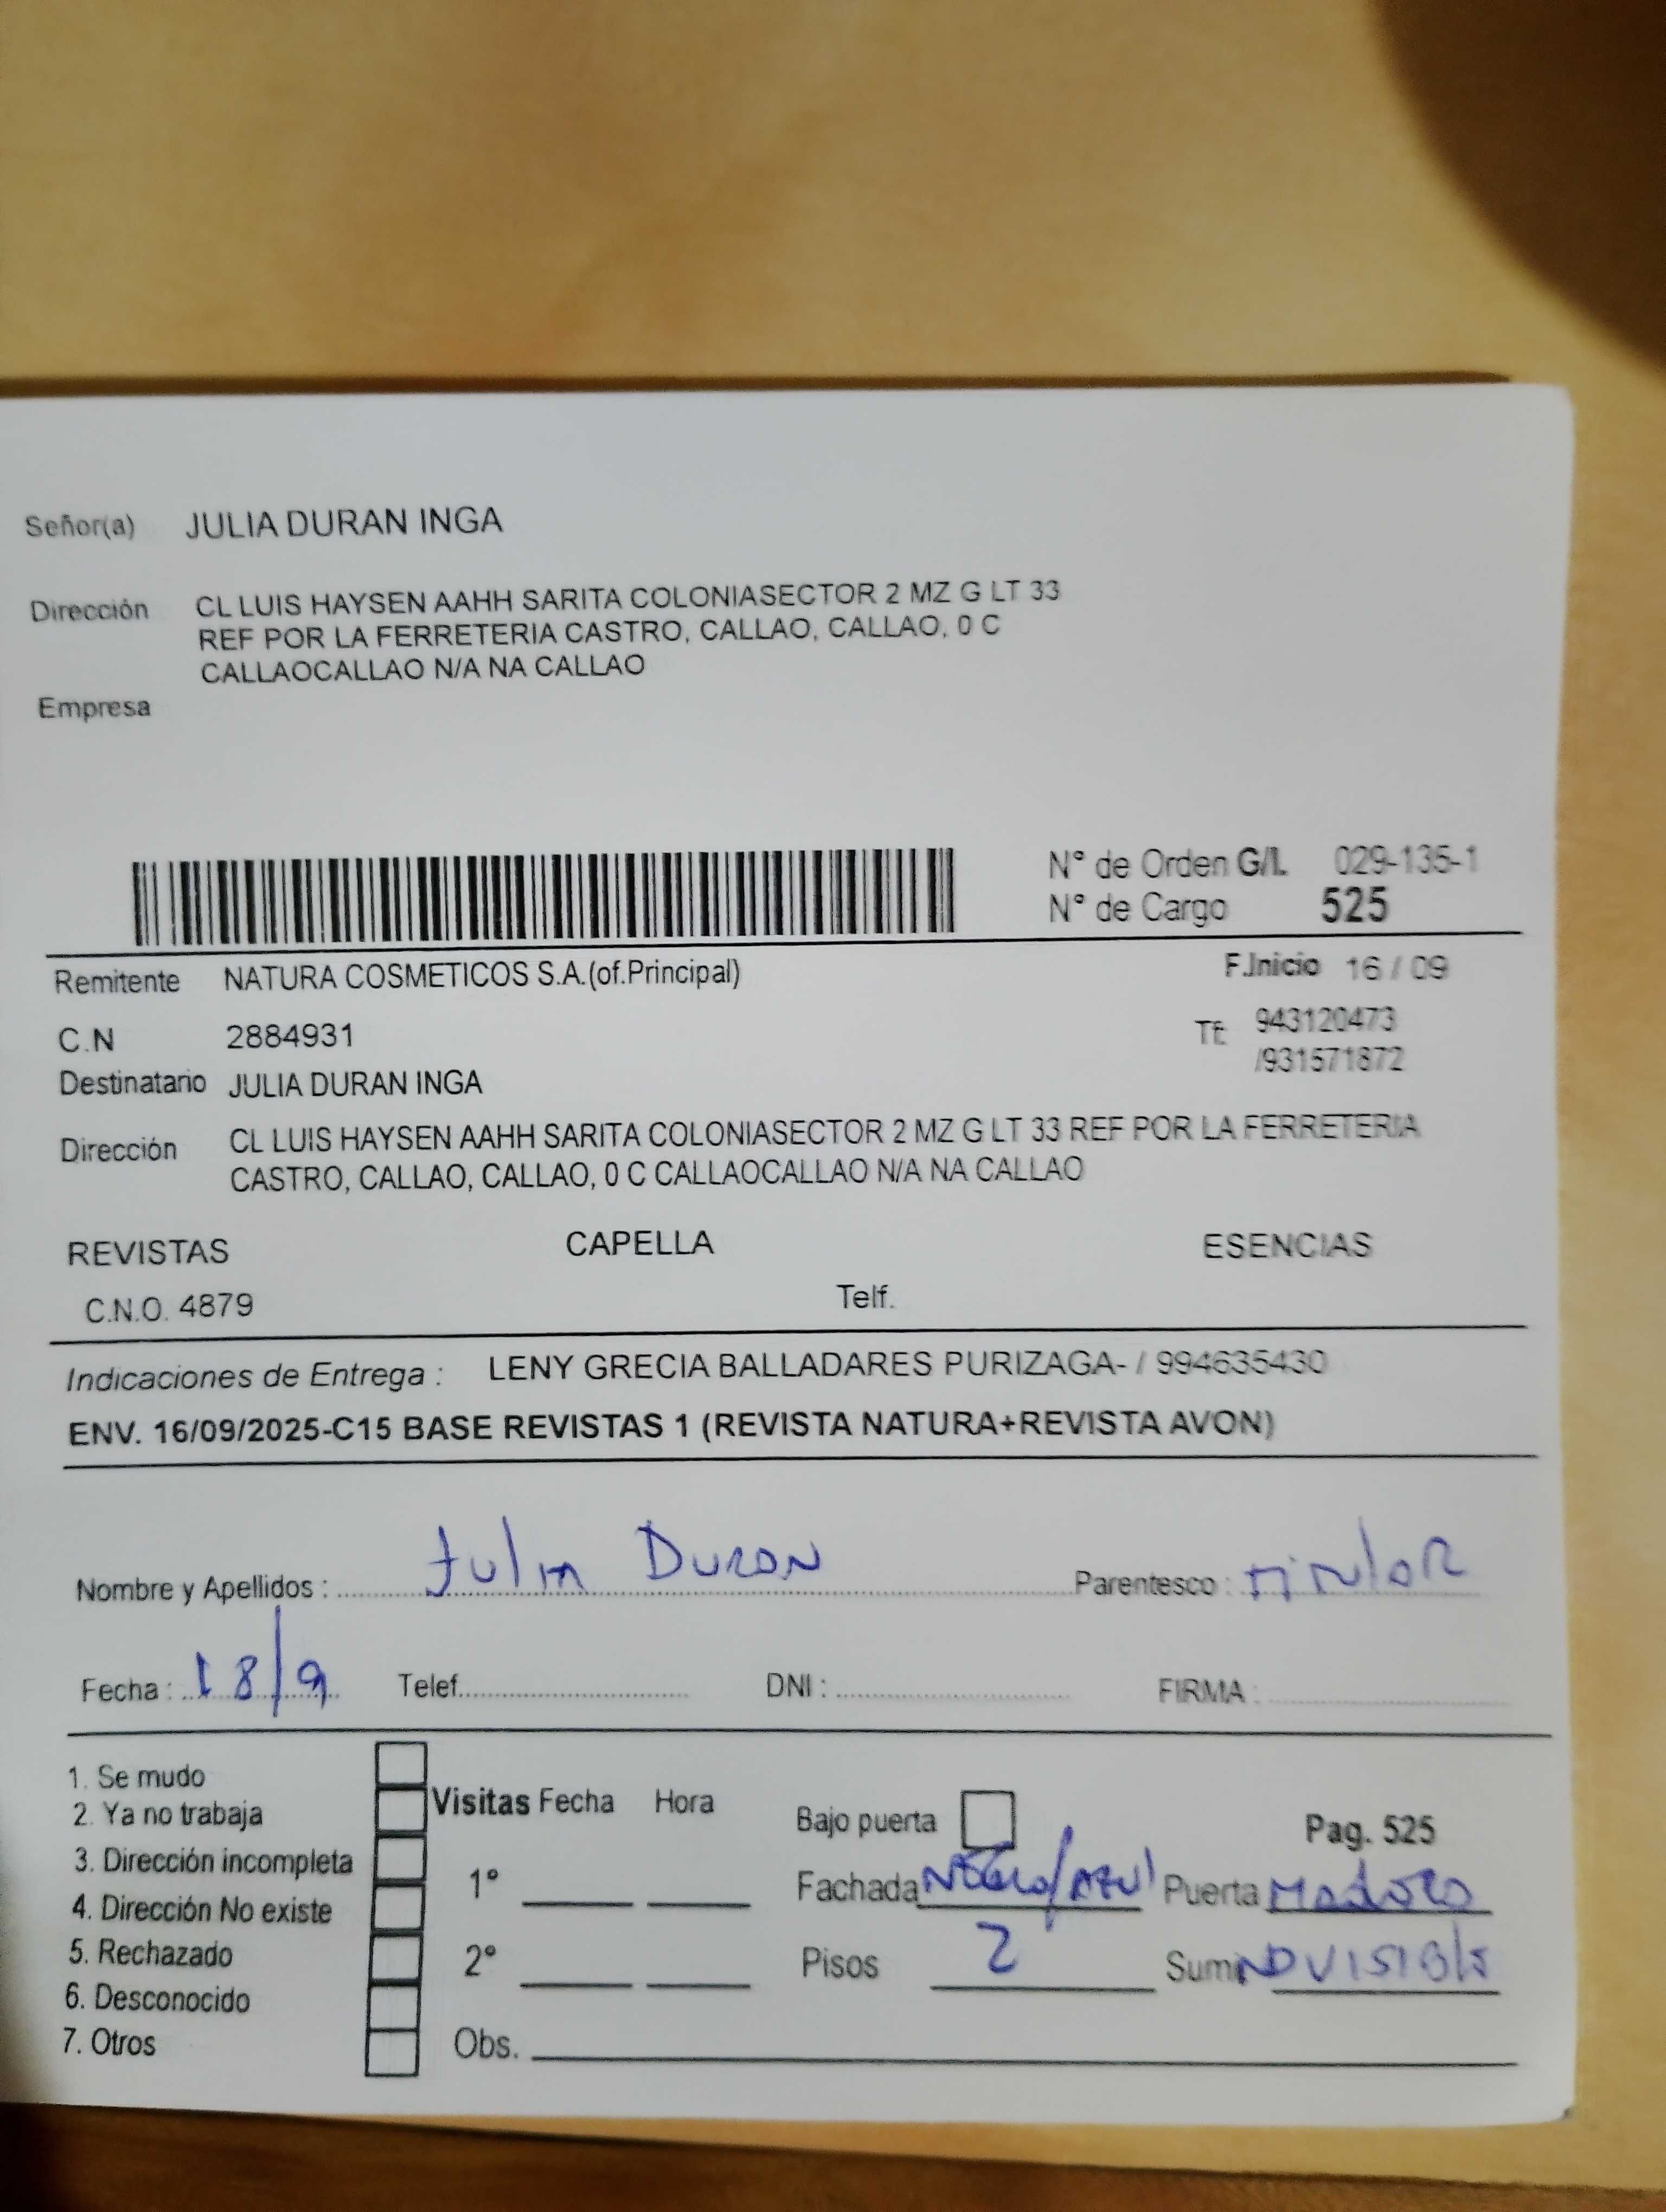 Señor(a) JULIA DURAN INGA
Dirección CL LUIS HAYSEN AAHH SARITA COLONIASECTOR 2 MZ G LT 33
REF POR LA FERRETERIA CASTRO, CALLAO, CALLAO, 0 C
CALLAOCALLAO N/A NA CALLAO
Empresa
N° de Orden G/I. 029-135-1
N° de Cargo 525
Remitente NATURA COSMETICOS S.A.(of.Principal) F.Inicio 16 / 09
C.N 2884931 Tf: 943120473
/931571872
Destinatario JULIA DURAN INGA
Dirección CL LUIS HAYSEN AAHH SARITA COLONIASECTOR 2 MZ G LT 33 REF POR LA FERRETERIA
CASTRO, CALLAO, CALLAO, 0 C CALLAOCALLAO N/A NA CALLAO
REVISTAS CAPELLA ESENCIAS
C.N.O. 4879 Telf.
Indicaciones de Entrega : LENY GRECIA BALLADARES PURIZAGA- / 994635430
ENV. 16/09/2025-C15 BASE REVISTAS 1 (REVISTA NATURA+REVISTA AVON)
Nombre y Apellidos : Julia Duran Parentesco : titular
Fecha : 18/9 Telef. DNI : FIRMA :
1. Se mudo
2. Ya no trabaja
3. Dirección incompleta
4. Dirección No existe
5. Rechazado
6. Desconocido
7. Otros
Visitas Fecha Hora
1°
2°
Obs.
Bajo puerta Pag. 525
Fachada Negro/Azul Puerta Madera
Pisos 2 Sumi NO VISIBle